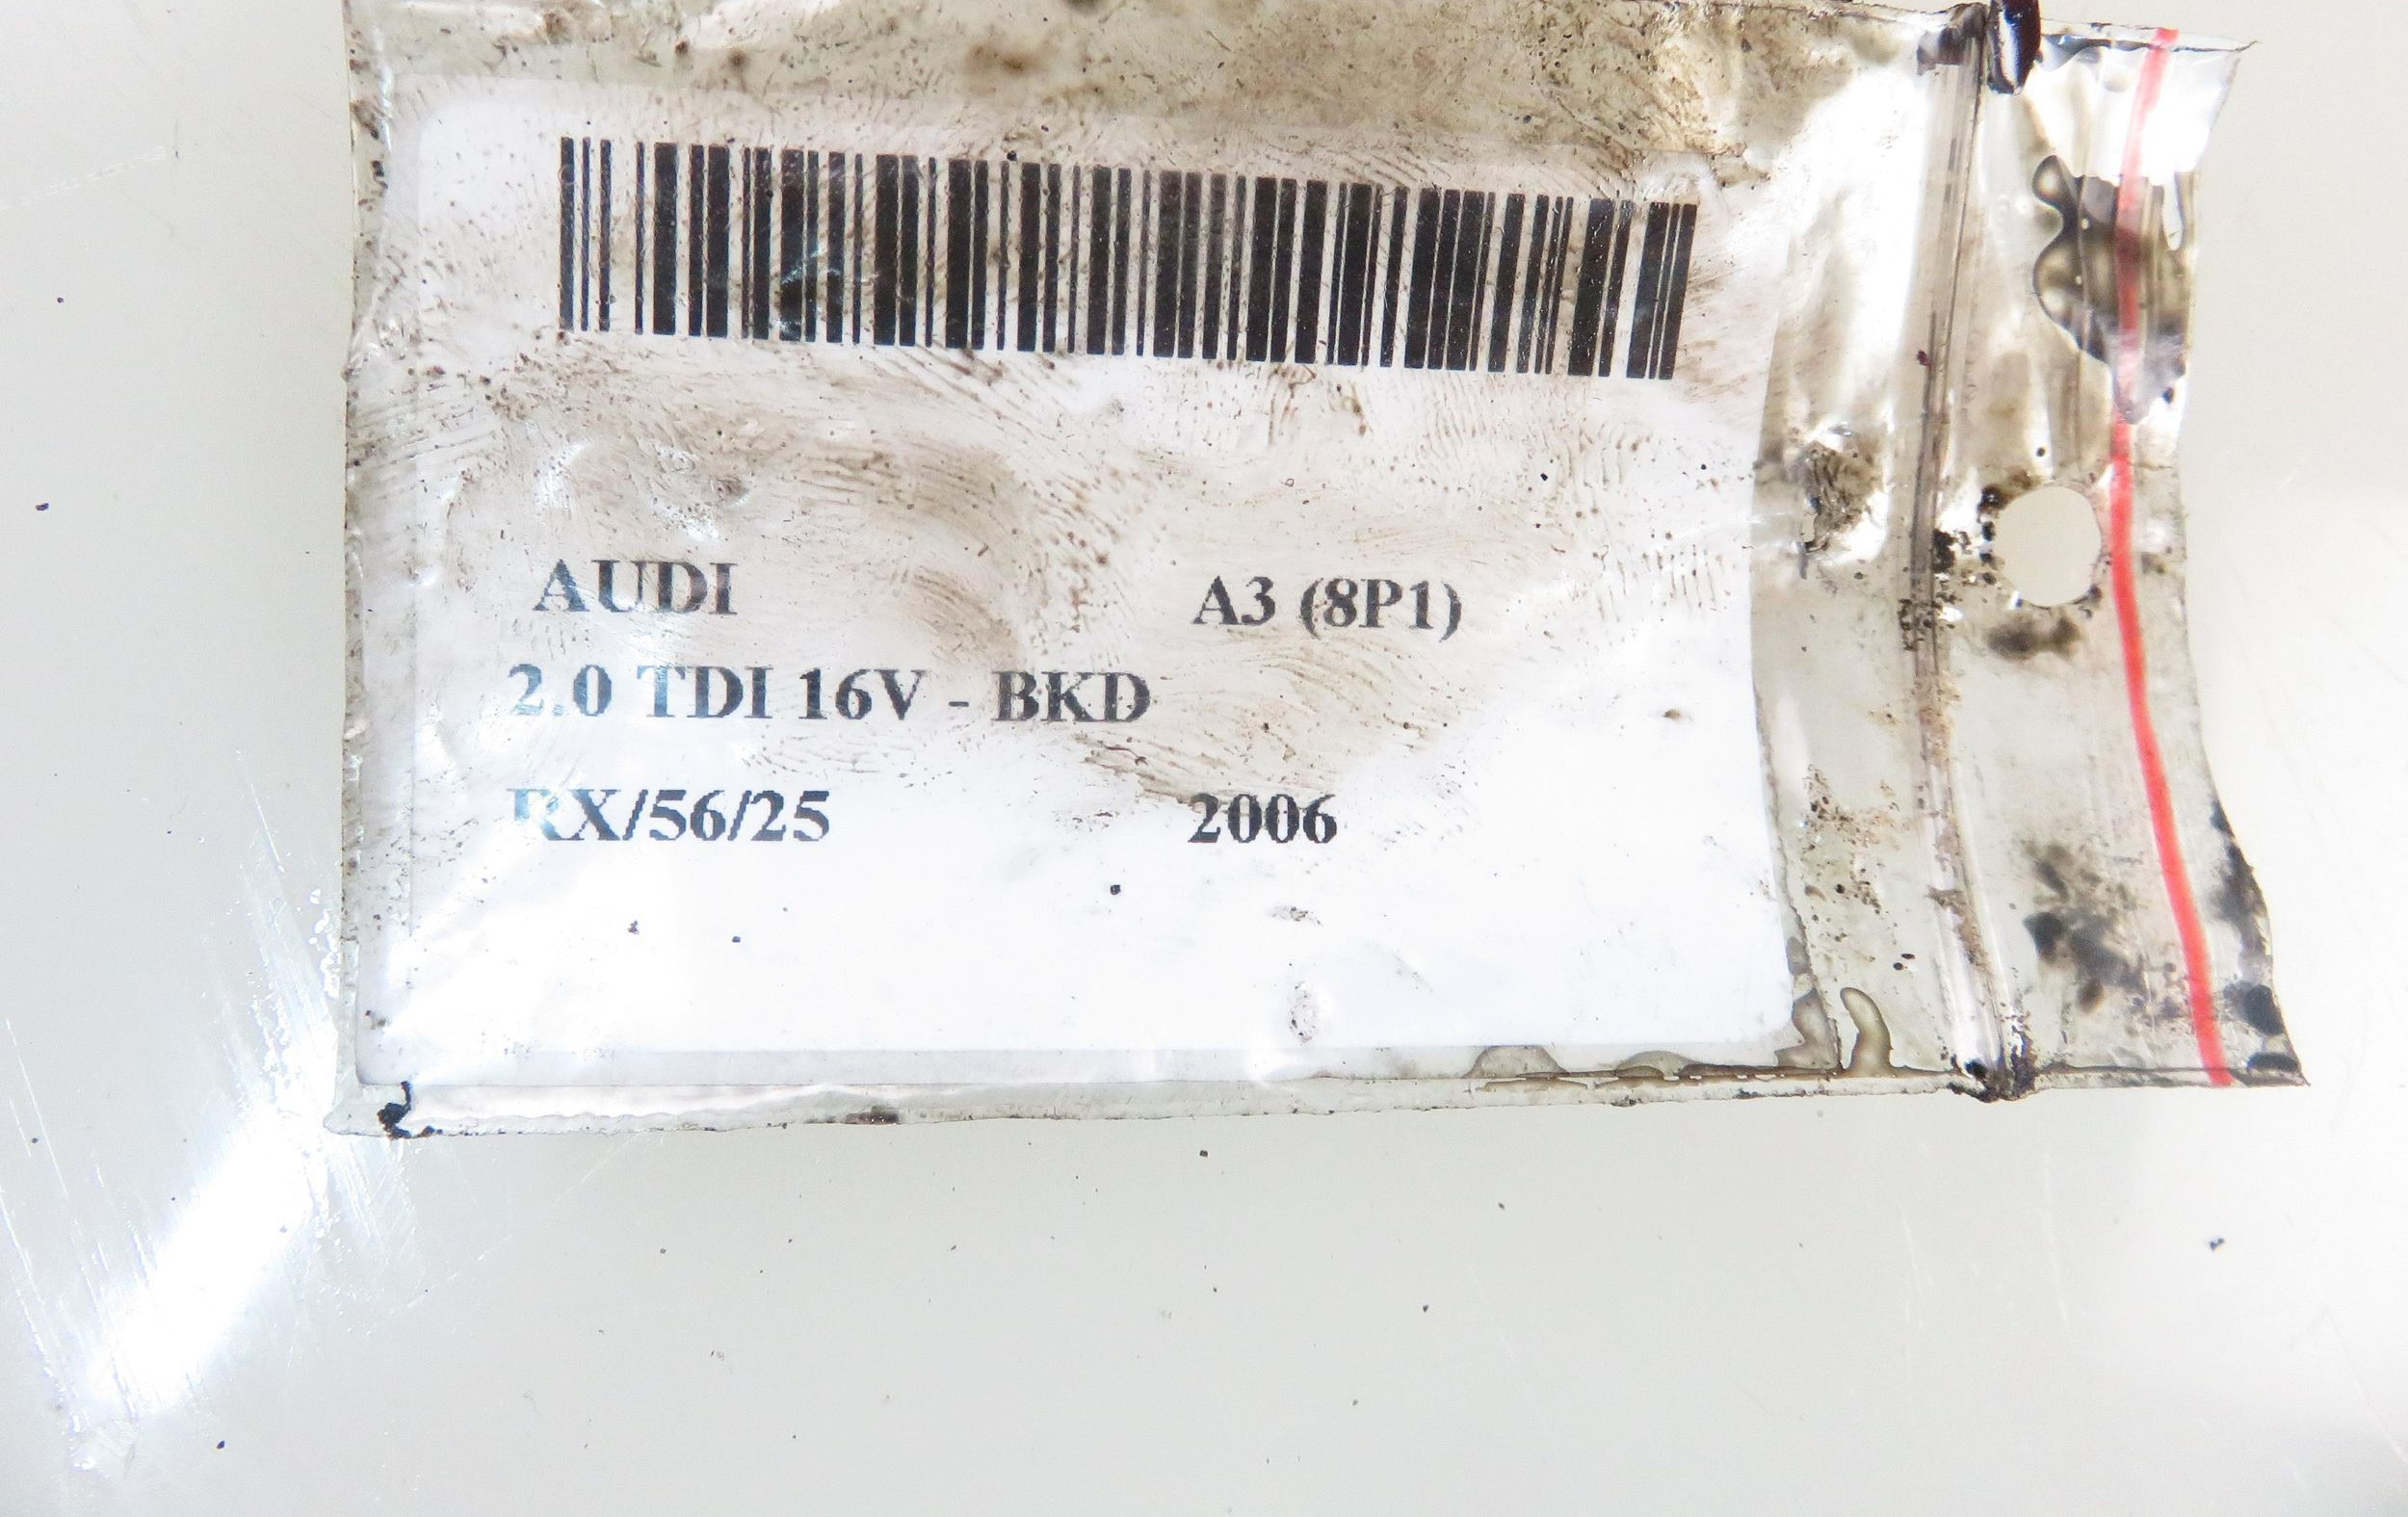 AUDI A3 (8P1)
2.0 TDI 16V - BKD
RX/56/25 2006